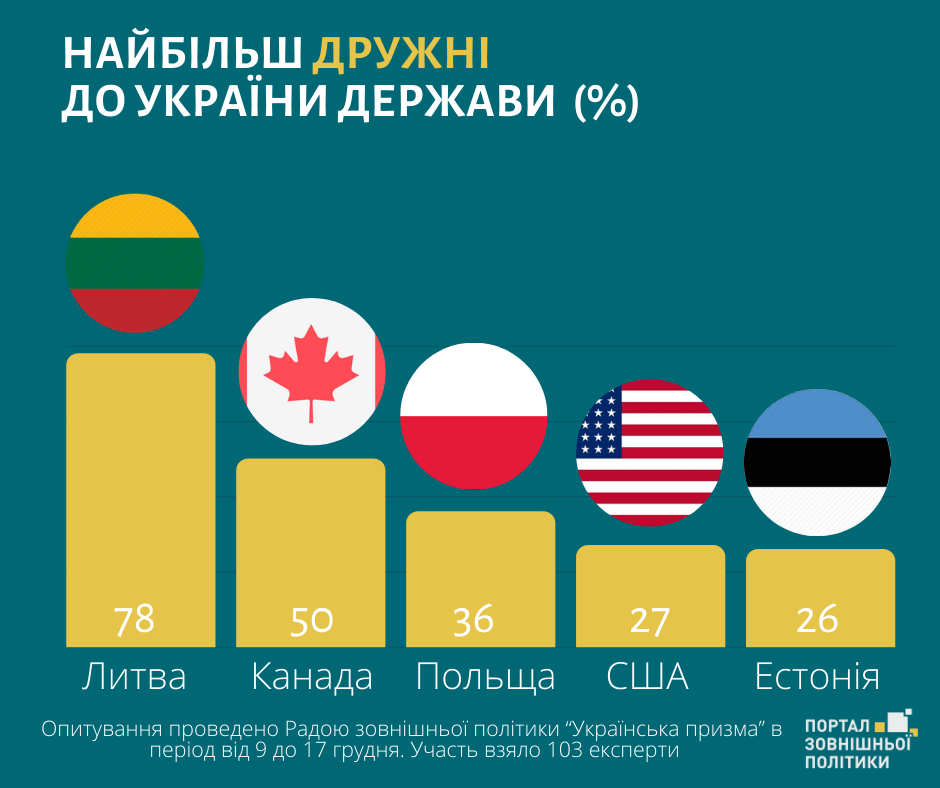 НАЙБІЛЬШ ДРУЖНІ
ДО УКРАЇНИ ДЕРЖАВИ (%)
78
50
36
27
26
Литва
Канада
Польща
США
Естонія
Опитування проведено Радою зовнішньої політики “Українська призма” в
період від 9 до 17 грудня. Участь взяло 103 експерти
ПОРТАЛ
ЗОВНІШНЬОЇ
ПОЛІТИКИ